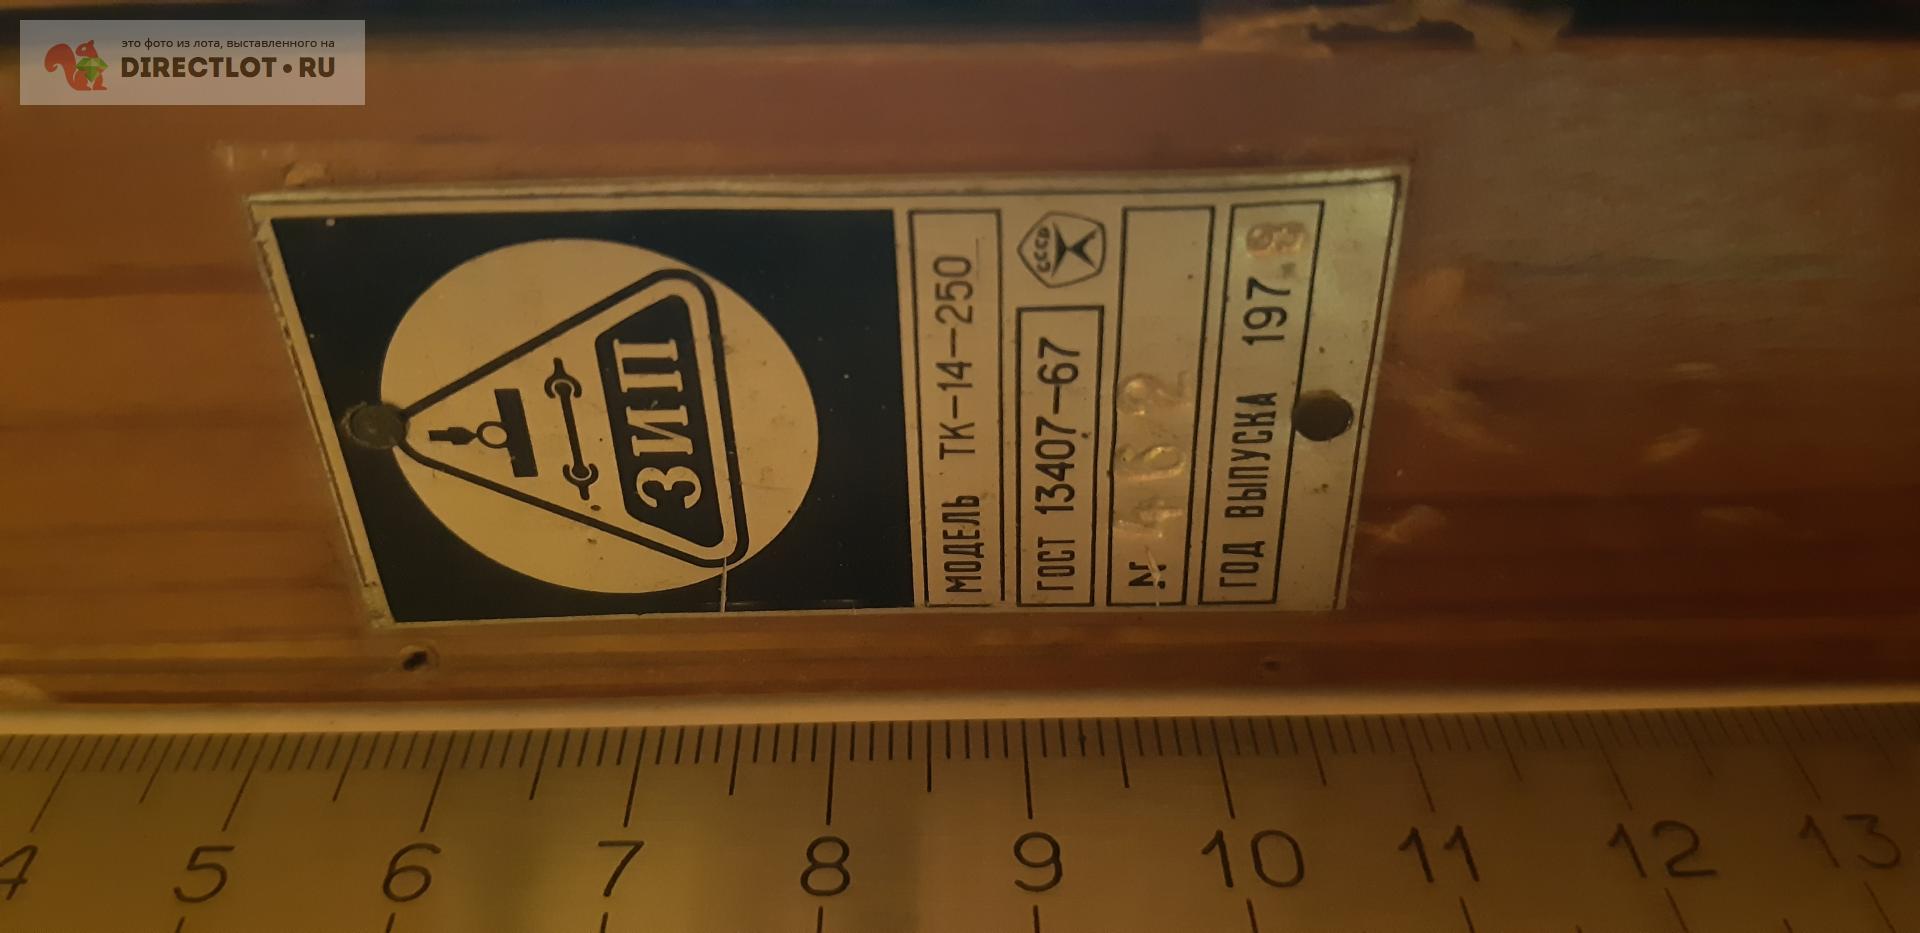 это фото из лота, выставленного на
DIRECTLOT.RU
ЗИП
МОДЕЛЬ ТК-14-250
ГОСТ 13407-67
СССР
N 1632
ГОД ВЫПУСКА 197
4 5 6 7 8 9 10 11 12 13